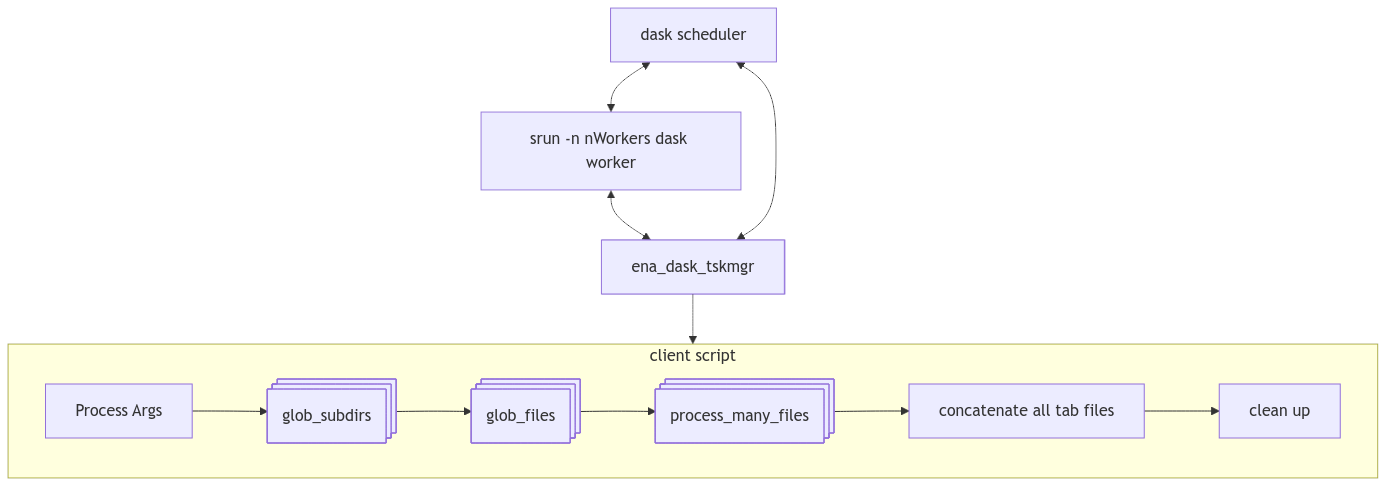 dask scheduler
srun -n nWorkers dask
worker
ena_dask_tskmgr
client script
Process Args
glob_subdirs
glob_files
process_many_files
concatenate all tab files
clean up